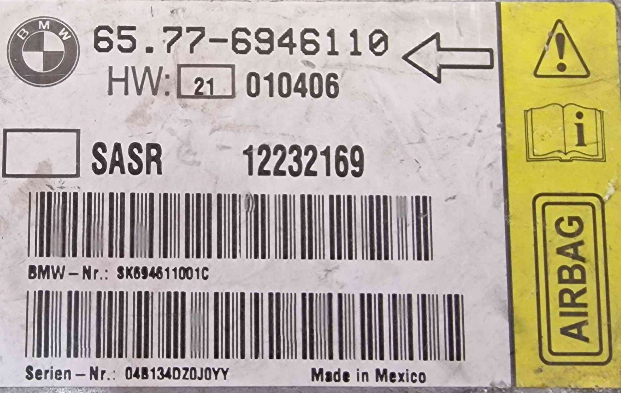 BMW
65.77-6946110
HW: 21 010406
SASR 12232169
BMW-Nr.: SK694611001C
Serien-Nr.: 04B134DZ0J0YY
Made in Mexico
i
AIRBAG